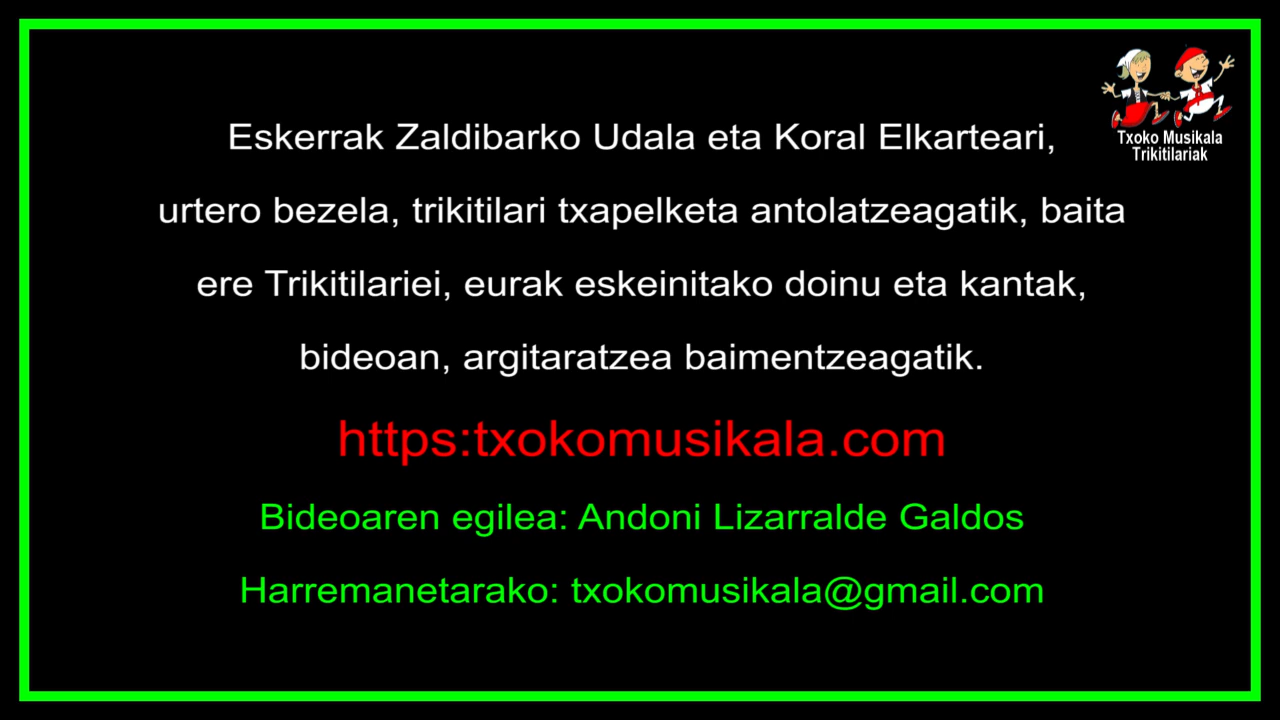 Txoko Musikala
Trikitilariak
Eskerrak Zaldibarko Udala eta Koral Elkarteari,
urtero bezela, trikitilari txapelketa antolatzeagatik, baita
ere Trikitilariei, eurak eskeinitako doinu eta kantak,
bideoan, argitaratzea baimentzeagatik.
https:txokomusikala.com
Bideoaren egilea: Andoni Lizarralde Galdos
Harremanetarako: txokomusikala@gmail.com